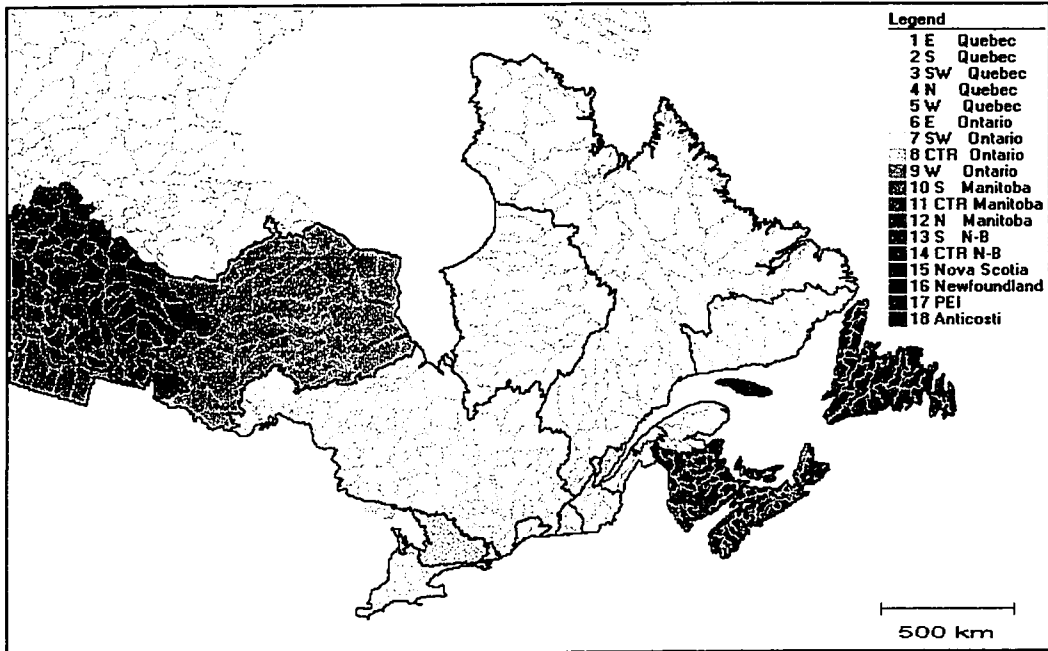 Legend
1 E Quebec
2 S Quebec
3 SW Quebec
4 N Quebec
5 W Quebec
6 E Ontario
7 SW Ontario
8 CTR Ontario
9 W Ontario
10 S Manitoba
11 CTR Manitoba
12 N Manitoba
13 S N-B
14 CTR N-B
15 Nova Scotia
16 Newfoundland
17 PEI
18 Anticosti
500 km